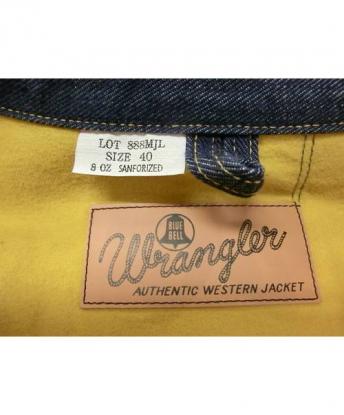 LOT 888MJL
SIZE 40
8 OZ SANFORIZED
BLUE
BELL
Wrangler
AUTHENTIC WESTERN JACKET